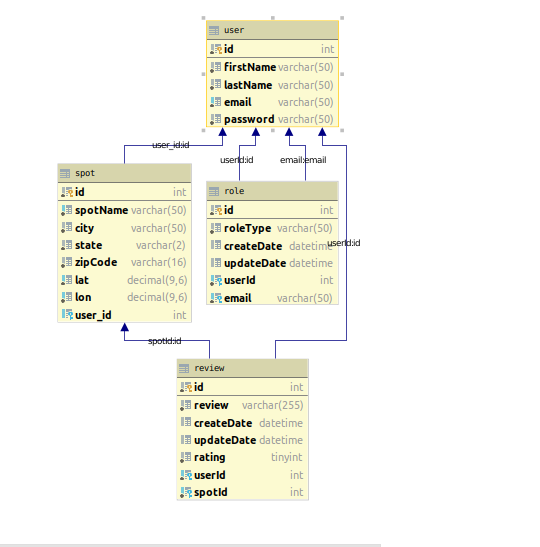 user
id int
firstName varchar(50)
lastName varchar(50)
email varchar(50)
password varchar(50)
user_id:id
userId:id
email:email
spot
id int
spotName varchar(50)
city varchar(50)
state varchar(2)
zipCode varchar(16)
lat decimal(9,6)
lon decimal(9,6)
user_id int
role
id int
roleType varchar(50)
createDate datetime
updateDate datetime
userId int
email varchar(50)
userId:id
spotId:id
review
id int
review varchar(255)
createDate datetime
updateDate datetime
rating tinyint
userId int
spotId int